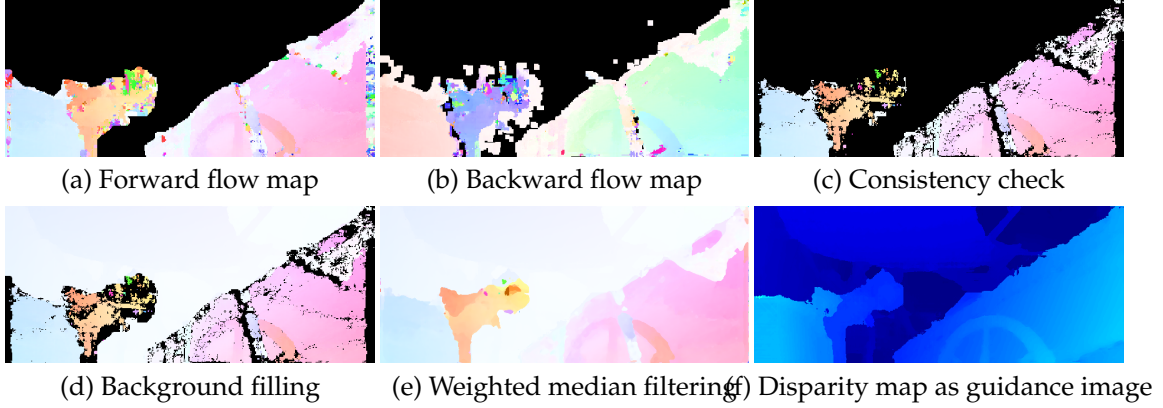 (a) Forward flow map (b) Backward flow map (c) Consistency check
(d) Background filling (e) Weighted median filtering (f) Disparity map as guidance image